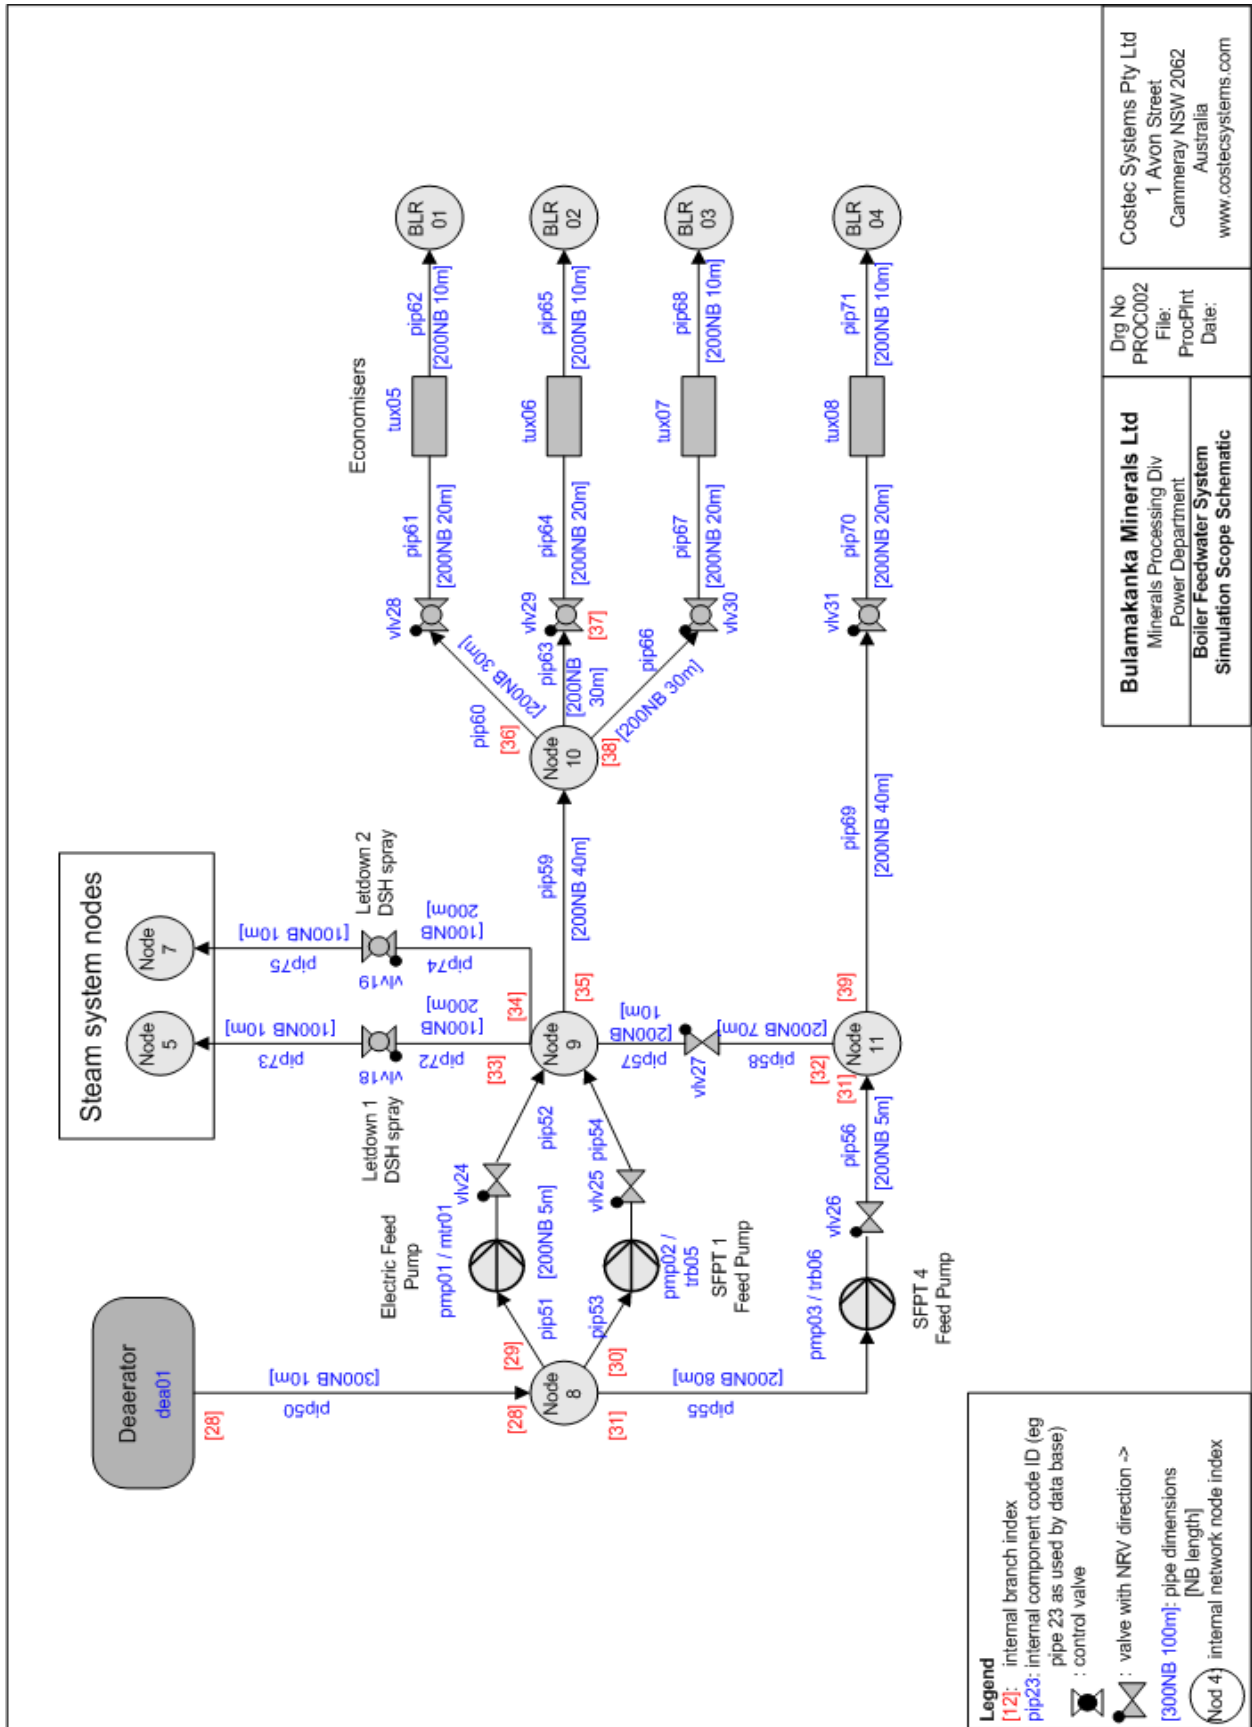 Steam system nodes
Node
5
Node
7
Deaerator
dea01
[28]
pip50
[300NB 10m]
[28]
Node
8
[29]
[30]
[31]
pip51
pip53
pip55
[200NB 80m]
Electric Feed
Pump
pmp01 / mtr01
vlv24
pip52
[200NB 5m]
pmp02 /
trb05
SFPT 1
Feed Pump
vlv25
pip54
pmp03 / trb06
SFPT 4
Feed Pump
vlv26
pip56
[200NB 5m]
Letdown 1
DSH spray
vlv18
pip73
[100NB 10m]
pip72
[100NB
200m]
[33]
Letdown 2
DSH spray
vlv19
pip75
[100NB 10m]
pip74
[100NB
200m]
[34]
Node
9
[35]
pip57
[200NB
10m]
vlv27
pip58
[200NB 70m]
[32]
[31]
Node
11
[39]
pip59
[200NB 40m]
Node
10
[36]
[38]
pip60
[200NB 30m]
pip63
[200NB
30m]
pip66
[200NB 30m]
vlv28
vlv29
[37]
vlv30
pip61
[200NB 20m]
pip64
[200NB 20m]
pip67
[200NB 20m]
Economisers
tux05
tux06
tux07
tux08
pip62
[200NB 10m]
pip65
[200NB 10m]
pip68
[200NB 10m]
BLR
01
BLR
02
BLR
03
BLR
04
pip69
[200NB 40m]
vlv31
pip70
[200NB 20m]
pip71
[200NB 10m]
Legend
[12]: internal branch index
pip23: internal component code ID (eg
pipe 23 as used by data base)
: control valve
: valve with NRV direction ->
[300NB 100m]: pipe dimensions
[NB length]
Nod 4: internal network node index
Bulamakanka Minerals Ltd
Minerals Processing Div
Power Department
Boiler Feedwater System
Simulation Scope Schematic
Drg No
PROC002
File:
ProcPlnt
Date:
Costec Systems Pty Ltd
1 Avon Street
Cammeray NSW 2062
Australia
www.costecsystems.com